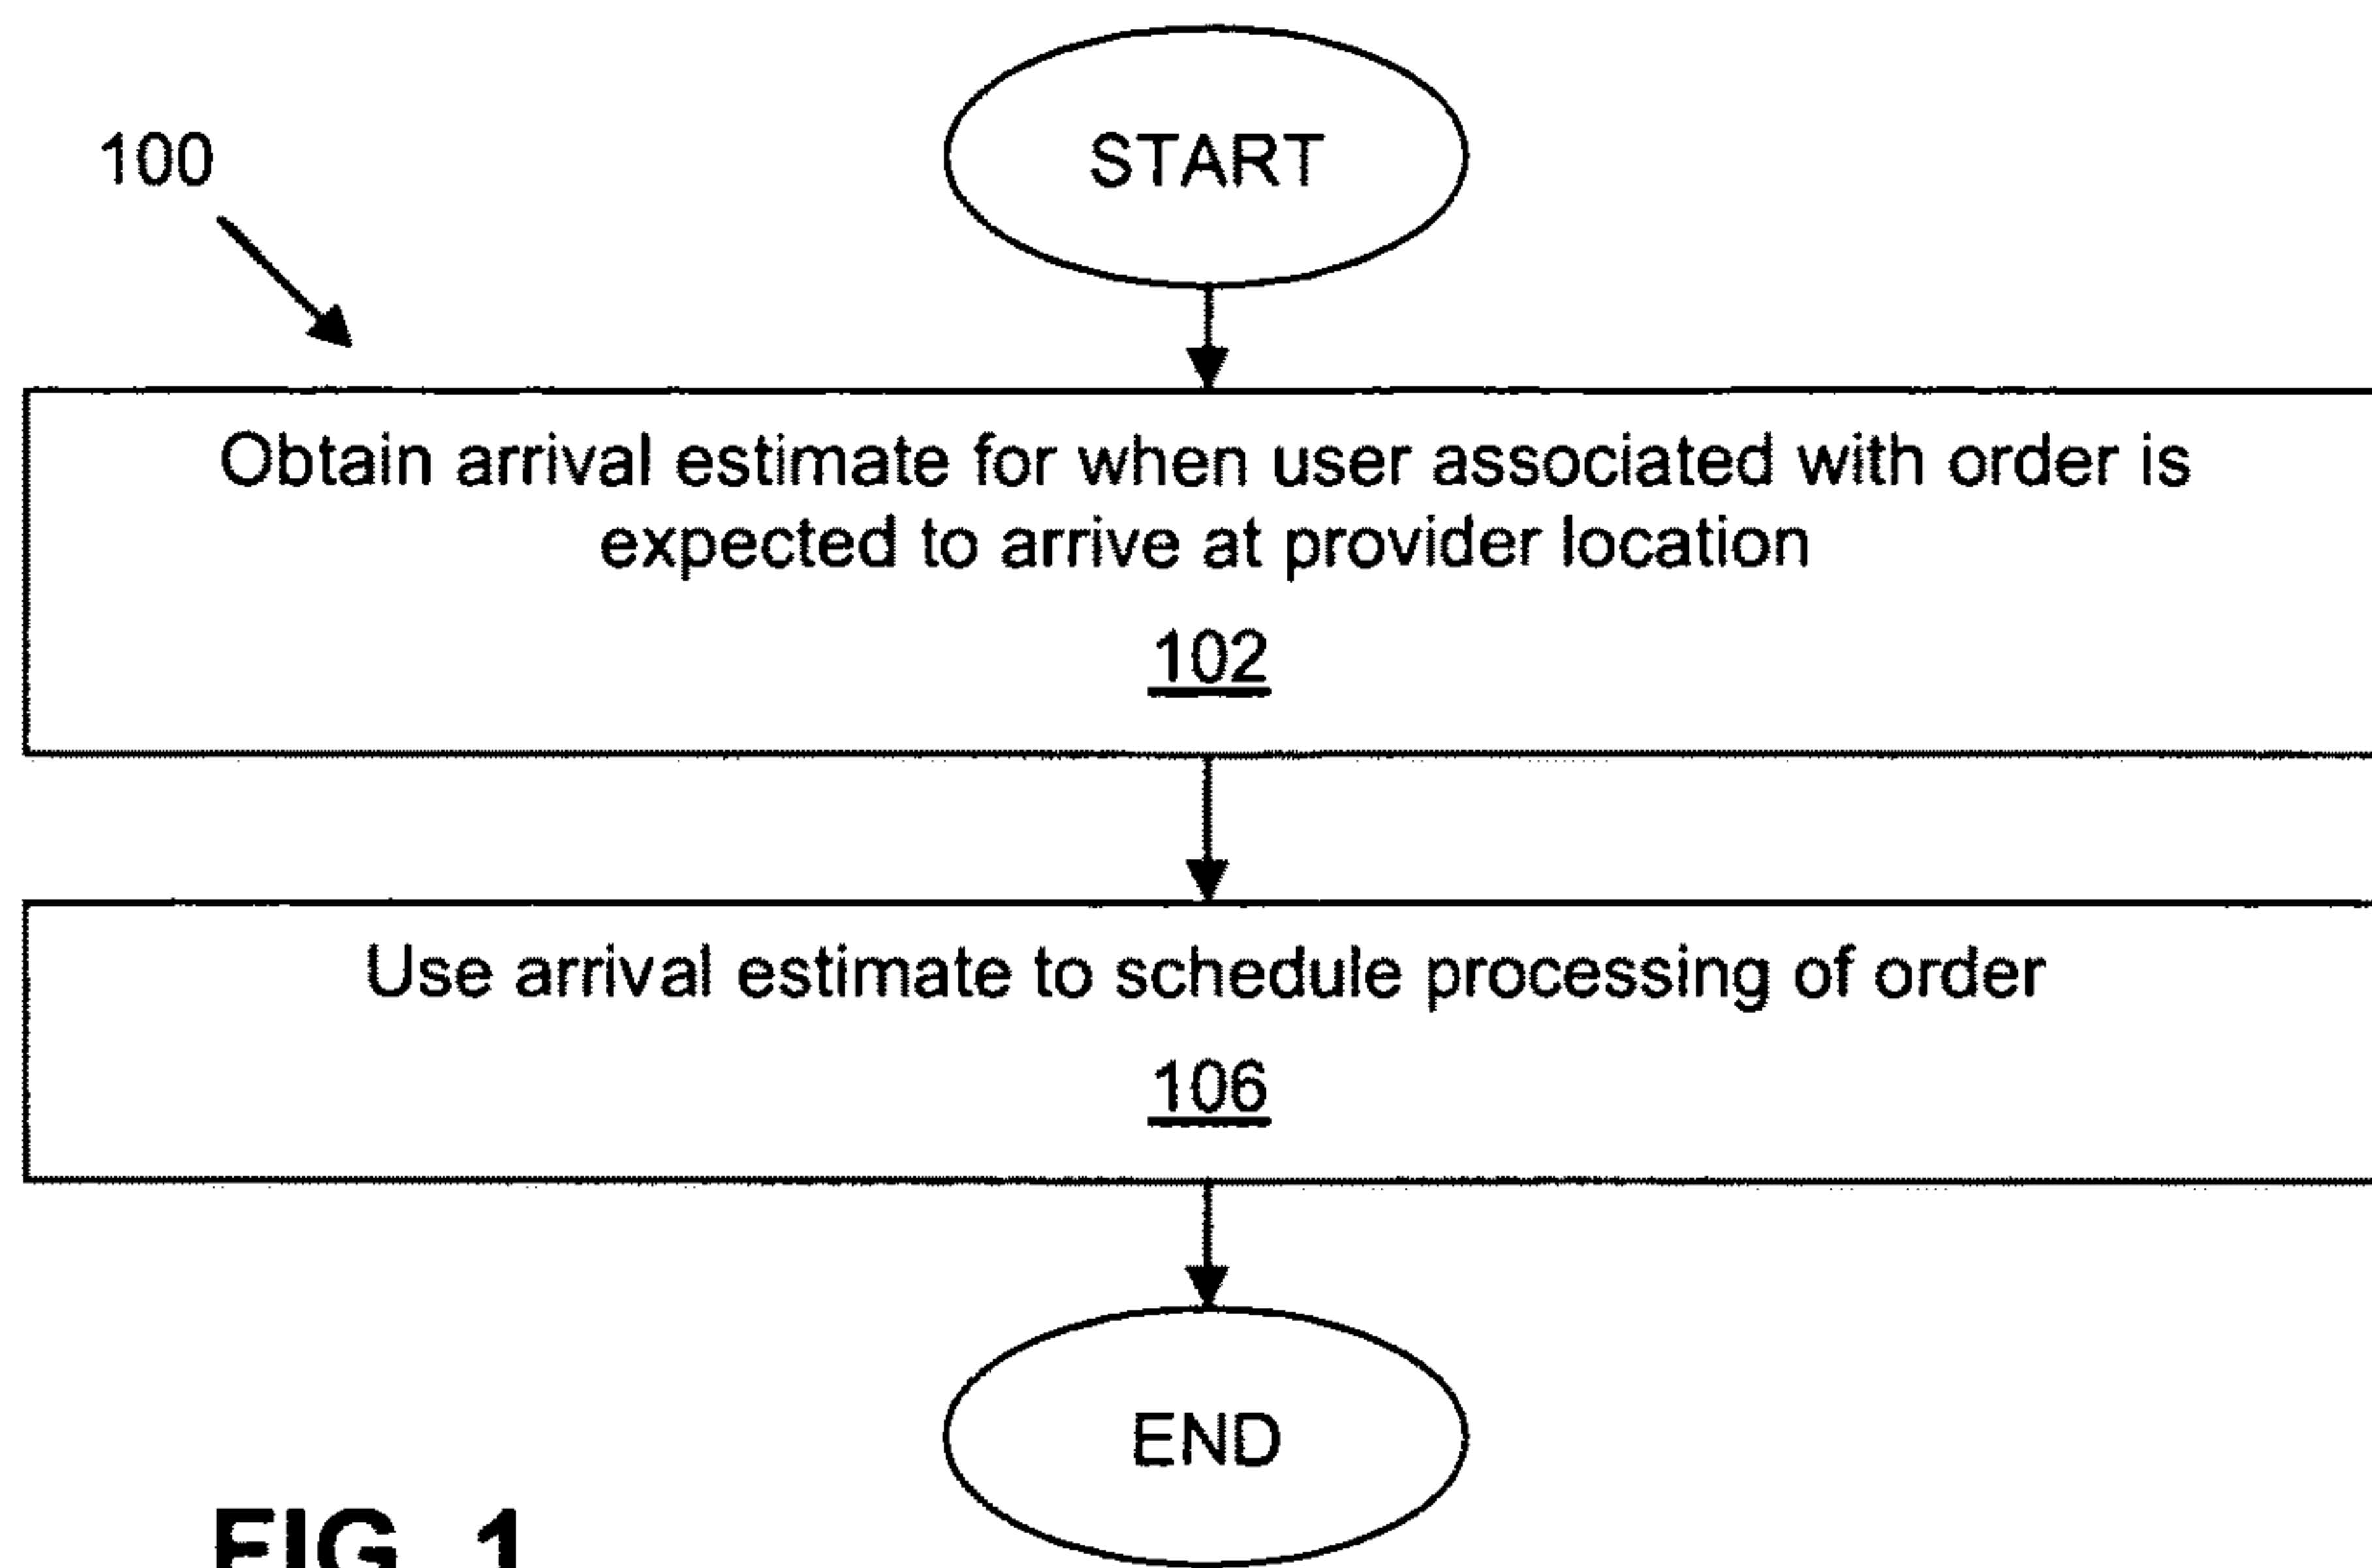 START
100
Obtain arrival estimate for when user associated with order is
expected to arrive at provider location
102
Use arrival estimate to schedule processing of order
106
END
FIG. 1